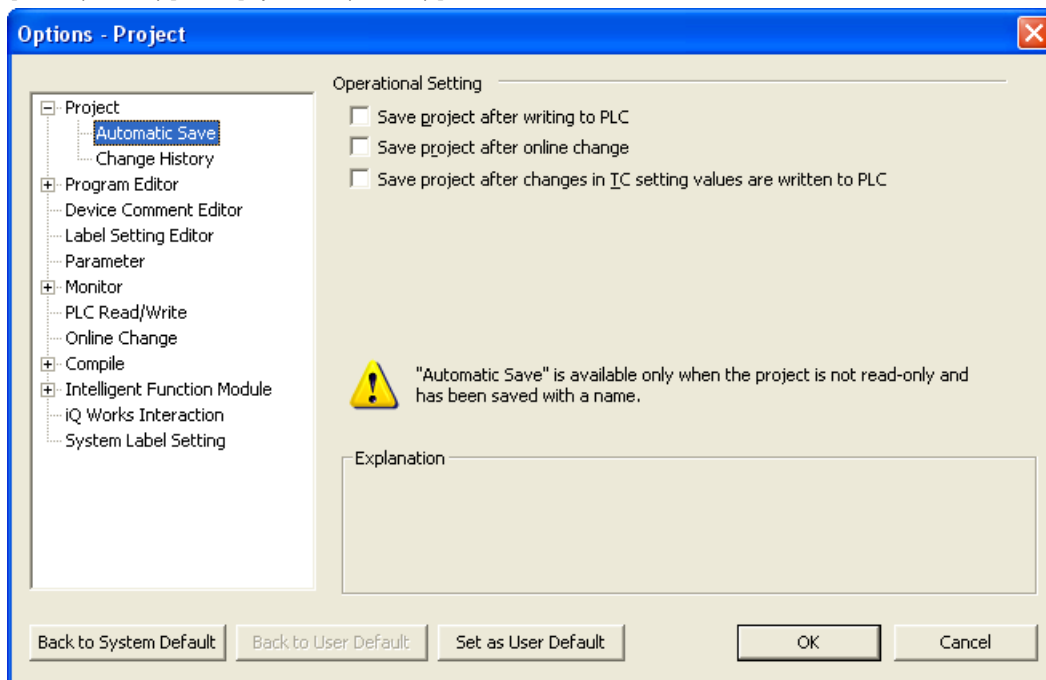 Options - Project
Project
Automatic Save
Change History
Program Editor
Device Comment Editor
Label Setting Editor
Parameter
Monitor
PLC Read/Write
Online Change
Compile
Intelligent Function Module
iQ Works Interaction
System Label Setting
Operational Setting
Save project after writing to PLC
Save project after online change
Save project after changes in TC setting values are written to PLC
"Automatic Save" is available only when the project is not read-only and
has been saved with a name.
Explanation
Back to System Default
Back to User Default
Set as User Default
OK
Cancel